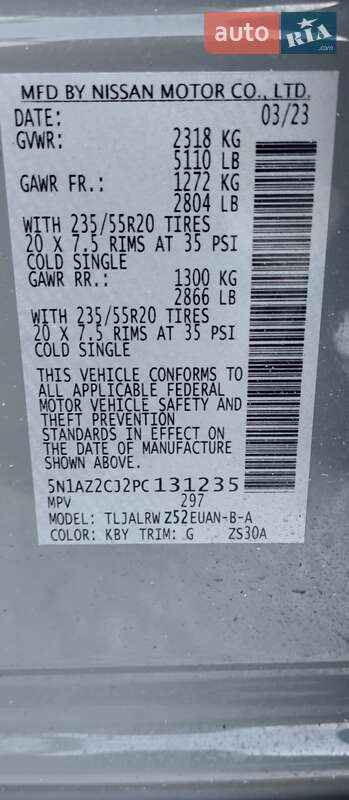 auto RIA
.com
MFD BY NISSAN MOTOR CO., LTD.
DATE: 03/23
GVWR: 2318 KG
5110 LB
GAWR FR.: 1272 KG
2804 LB
WITH 235/55R20 TIRES
20 X 7.5 RIMS AT 35 PSI
COLD SINGLE
GAWR RR.: 1300 KG
2866 LB
WITH 235/55R20 TIRES
20 X 7.5 RIMS AT 35 PSI
COLD SINGLE
THIS VEHICLE CONFORMS TO
ALL APPLICABLE FEDERAL
MOTOR VEHICLE SAFETY AND
THEFT PREVENTION
STANDARDS IN EFFECT ON
THE DATE OF MANUFACTURE
SHOWN ABOVE.
5N1AZ2CJ2PC131235
MPV 297
MODEL: TLJALRWZ52EUAN-B-A
COLOR: KBY TRIM: G ZS30A